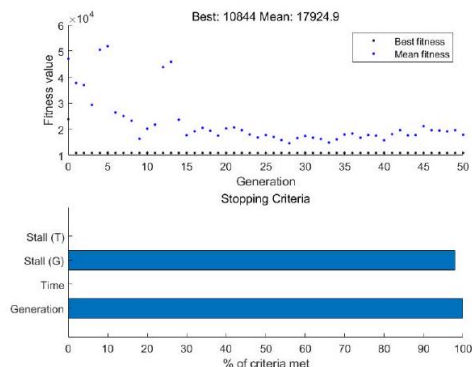 Best: 10844 Mean: 17924.9
×10^4
6
5
4
3
2
1
Fitness value
Best fitness
Mean fitness
0 5 10 15 20 25 30 35 40 45 50
Generation
Stopping Criteria
Stall (T)
Stall (G)
Time
Generation
0 10 20 30 40 50 60 70 80 90 100
% of criteria met